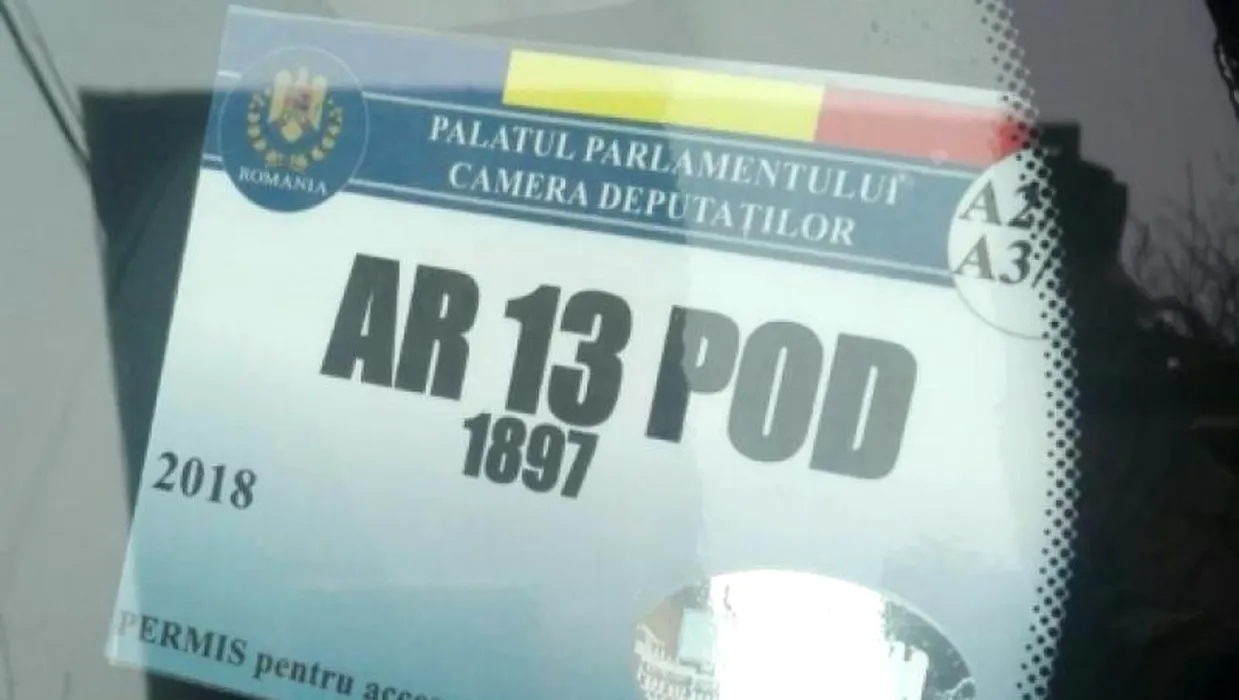 PALATUL PARLAMENTULUI
CAMERA DEPUTAȚILOR
ROMANIA
A2
A3
AR 13 POD
1897
2018
PERMIS pentru